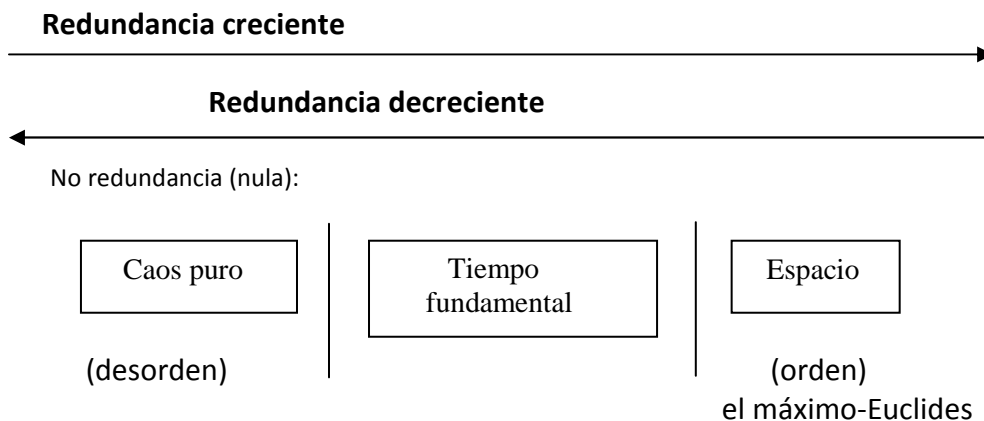 Redundancia creciente
Redundancia decreciente
No redundancia (nula):
Caos puro
Tiempo
fundamental
Espacio
(desorden)
(orden)
el máximo-Euclides